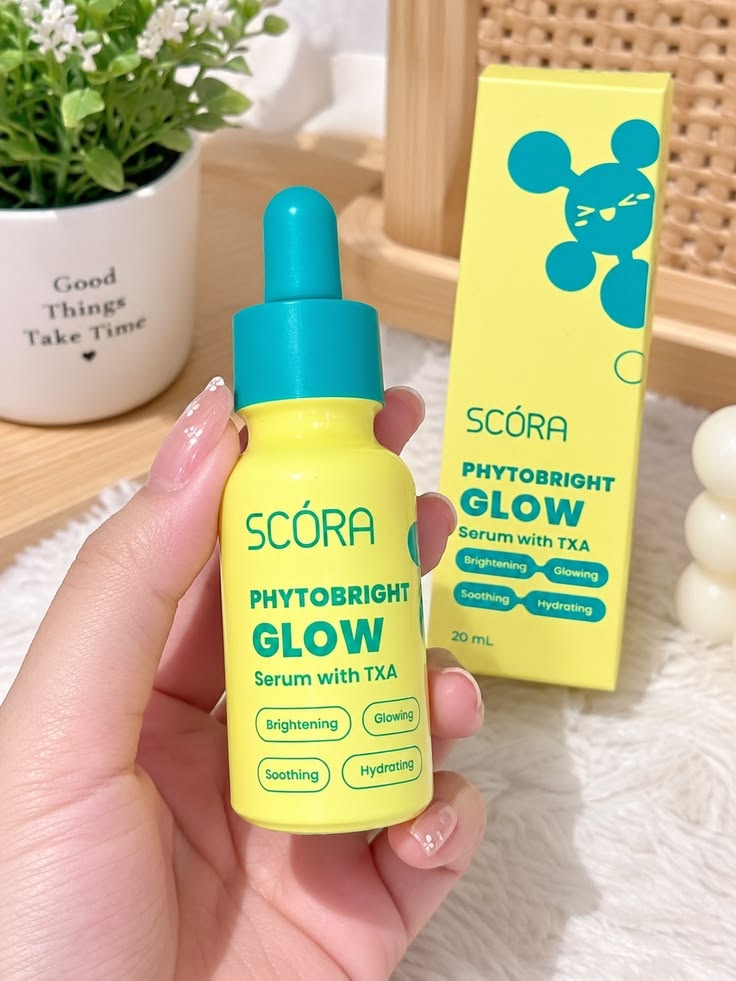 Good
Things
Take Time
SCÓRA
PHYTOBRIGHT
GLOW
Serum with TXA
Brightening
Glowing
Soothing
Hydrating
SCÓRA
PHYTOBRIGHT
GLOW
Serum with TXA
Brightening
Glowing
Soothing
Hydrating
20 mL